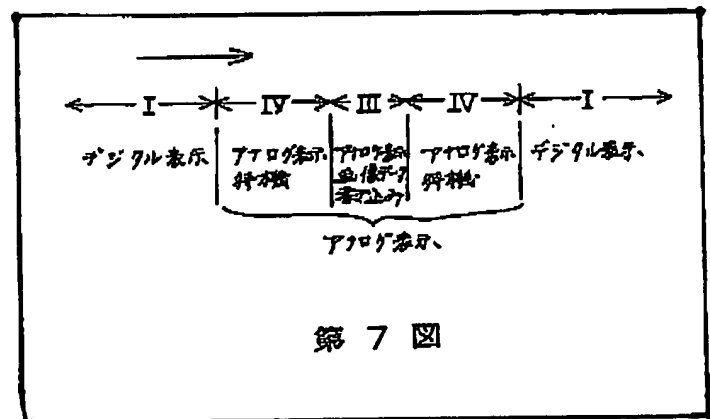 I IV III IV I
デジタル表示 アナログ表示 アナログ表示 アナログ表示 デジタル表示
待機 画像データ 待機
書き込み
アナログ表示
第7図